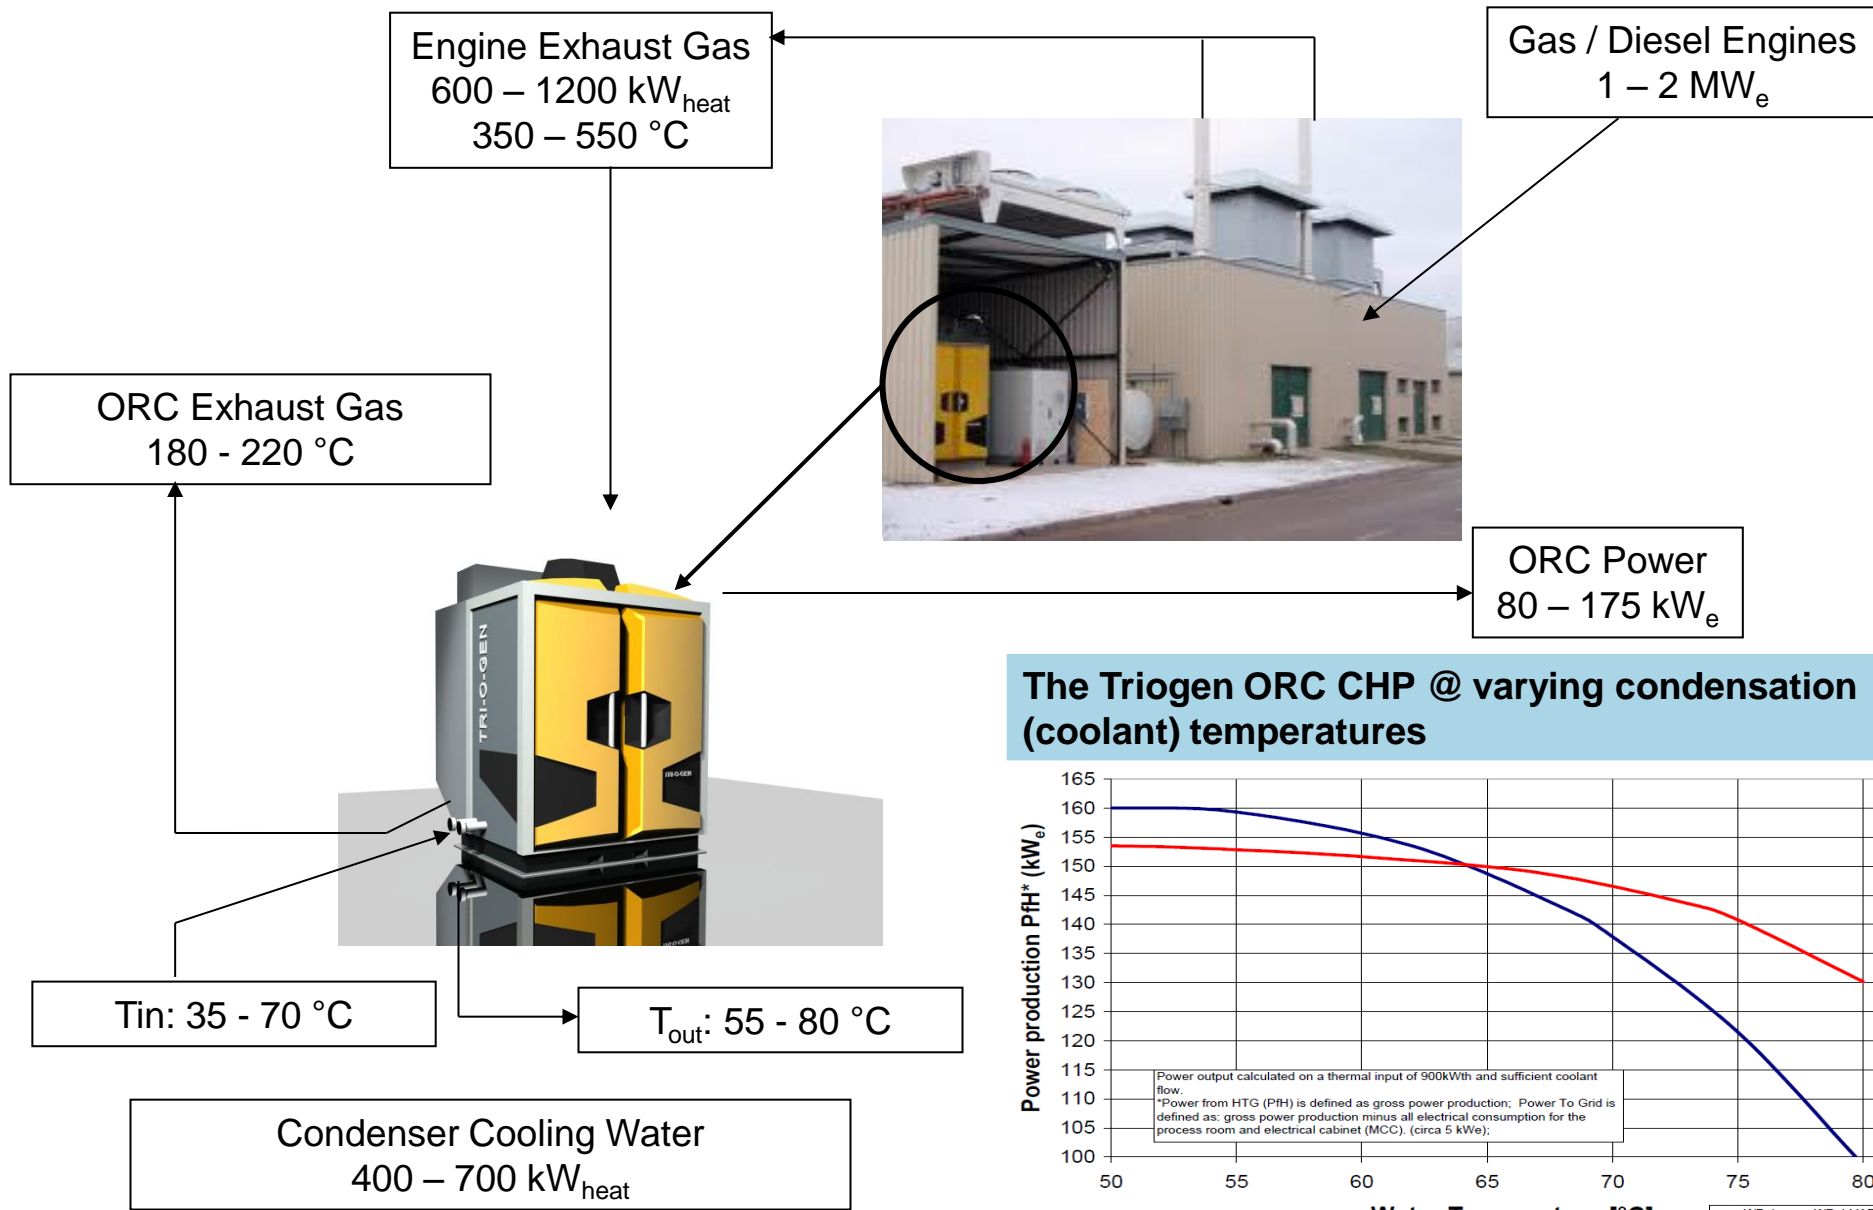 Engine Exhaust Gas
600 – 1200 kWheat
350 – 550 °C
Gas / Diesel Engines
1 – 2 MWe
ORC Exhaust Gas
180 - 220 °C
ORC Power
80 – 175 kWe
TRI-O-GEN
TRI-O-GEN
Tin: 35 - 70 °C
Tout: 55 - 80 °C
Condenser Cooling Water
400 – 700 kWheat
The Triogen ORC CHP @ varying condensation
(coolant) temperatures
Power production PfH* (kWe)
165
160
155
150
145
140
135
130
125
120
115
110
105
100
Power output calculated on a thermal input of 900kWth and sufficient coolant
flow.
*Power from HTG (PfH) is defined as gross power production; Power To Grid is
defined as: gross power production minus all electrical consumption for the
process room and electrical cabinet (MCC). (circa 5 kWe);
50 55 60 65 70 75 80
Water Temperature [°C]